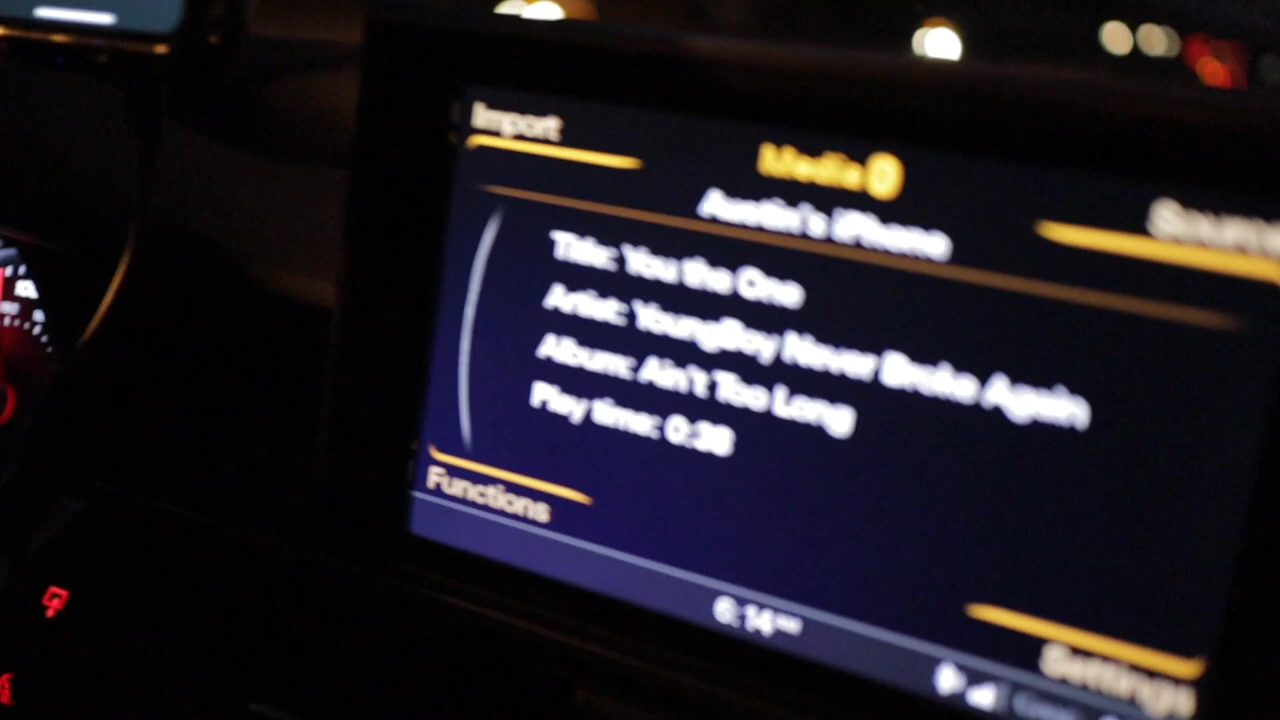 Import
Media
Austin's iPhone
Title: You the One
Artist: YoungBoy Never Broke Again
Album: Ain't Too Long
Play time: 0:38
Functions
6:14
Settings